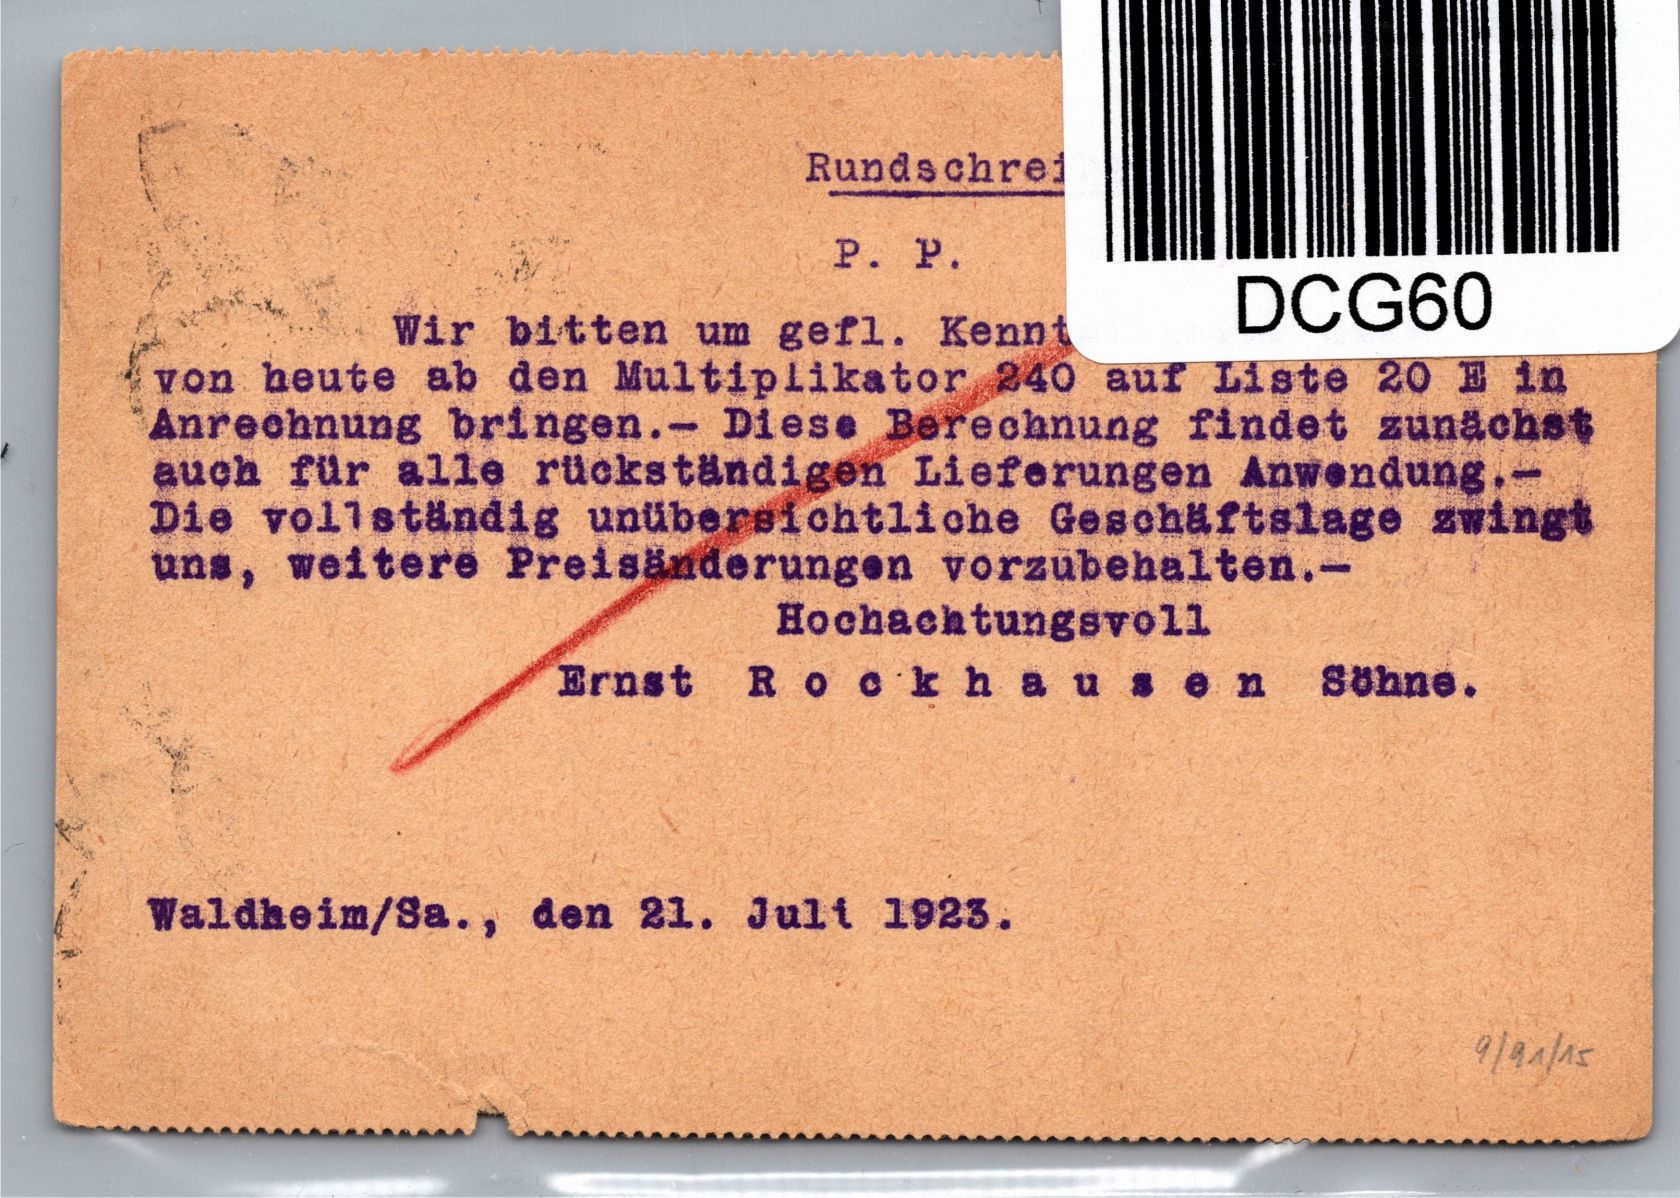 Rundschrei
P. P.
DCG60
Wir bitten um gefl. Kennt
von heute ab den Multiplikator 240 auf Liste 20 E in
Anrechnung bringen.— Diese Berechnung findet zunächst
auch für alle rückständigen Lieferungen Anwendung.—
Die vollständig unübersichtliche Geschäftslage zwingt
uns, weitere Preisänderungen vorzubehalten.—
Hochachtungsvoll
Ernst R o c k h a u s e n Söhne.
Waldheim/Sa., den 21. Juli 1923.
9/91/15